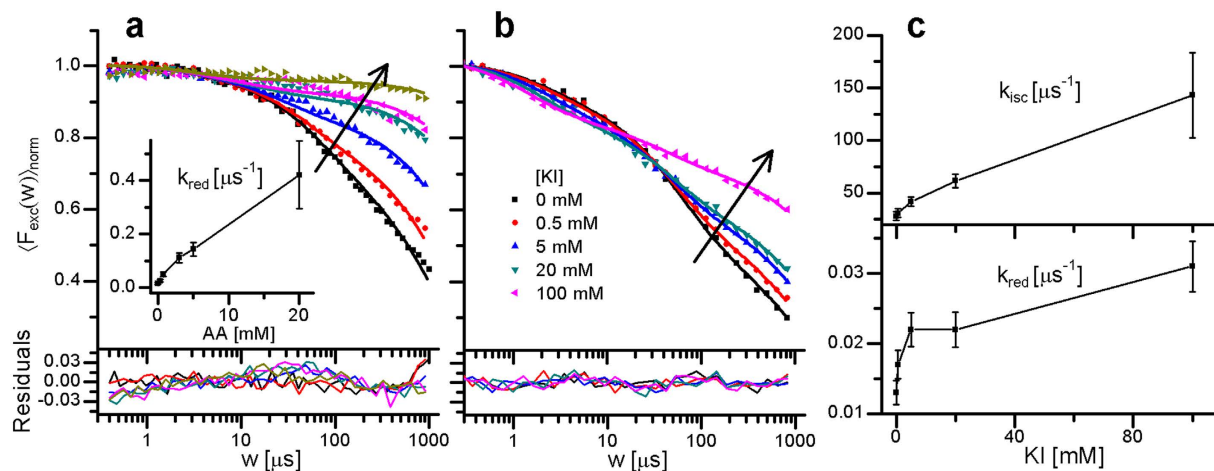 a
b
c
⟨F_exc(w)⟩_norm
1.0
0.8
0.6
0.4
k_red [μs⁻¹]
0.4
0.2
0.0
0
10
20
AA [mM]
Residuals
0.03
0.00
-0.03
1
10
100
1000
w [μs]
[KI]
0 mM
0.5 mM
5 mM
20 mM
100 mM
1
10
100
1000
w [μs]
200
150
100
50
k_isc [μs⁻¹]
0.03
0.02
0.01
k_red [μs⁻¹]
0
40
80
KI [mM]